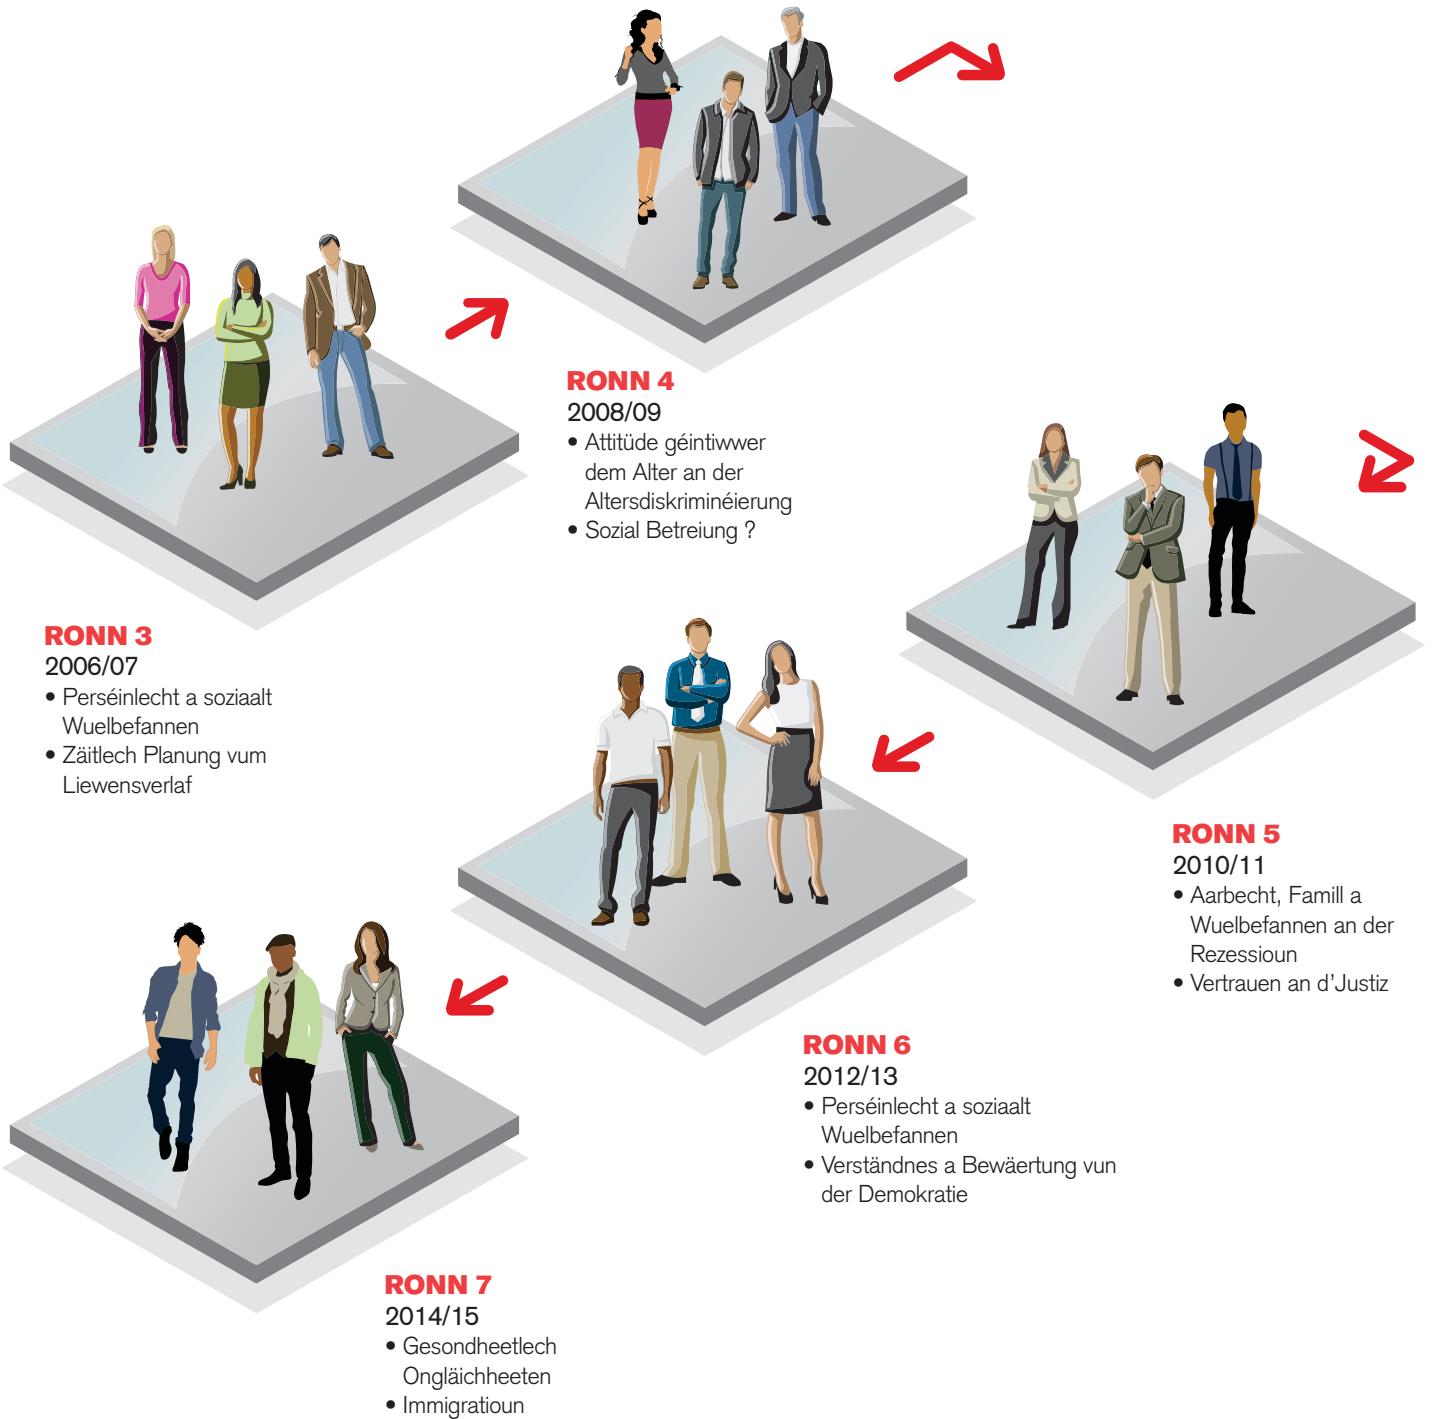 RONN 4
2008/09
• Attitüde géintiwwer
dem Alter an der
Altersdiskriminéierung
• Sozial Betreiung ?
RONN 3
2006/07
• Perséinlecht a soziaalt
Wuelbefannen
• Zäitlech Planung vum
Liewensverlaf
RONN 5
2010/11
• Aarbecht, Famill a
Wuelbefannen an der
Rezessioun
• Vertrauen an d’Justiz
RONN 6
2012/13
• Perséinlecht a soziaalt
Wuelbefannen
• Verständnes a Bewäertung vun
der Demokratie
RONN 7
2014/15
• Gesondheetlech
Ongläichheeten
• Immigratioun